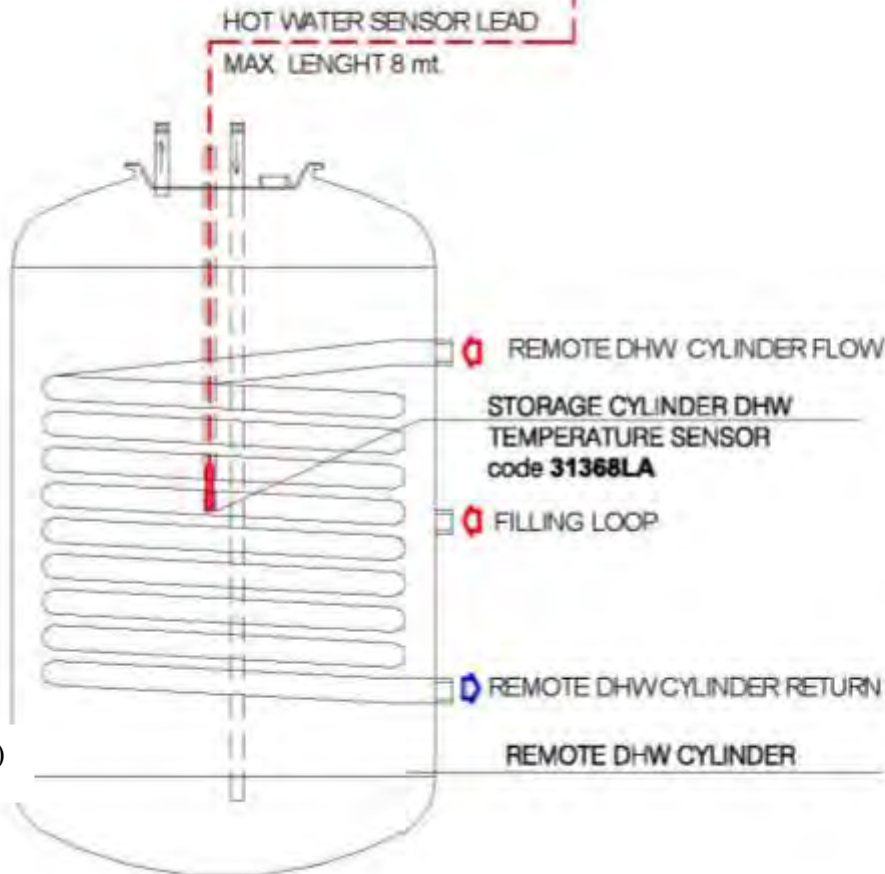 HOT WATER SENSOR LEAD
MAX. LENGHT 8 mt.
REMOTE DHW CYLINDER FLOW
STORAGE CYLINDER DHW
TEMPERATURE SENSOR
code 31368LA
FILLING LOOP
REMOTE DHW CYLINDER RETURN
)
REMOTE DHW CYLINDER